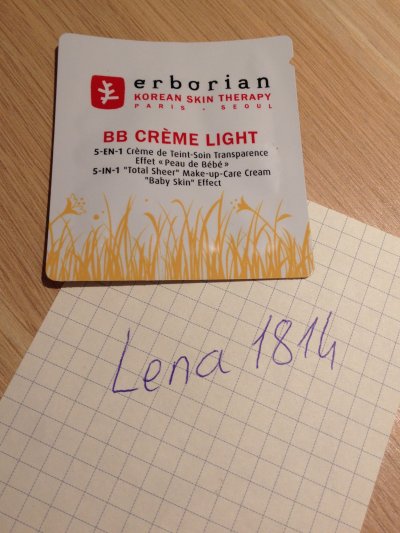 erborian
KOREAN SKIN THERAPY
PARIS - SEOUL
BB CRÈME LIGHT
5-EN-1 Crème de Teint-Soin Transparence
Effet « Peau de Bébé »
5-IN-1 "Total Sheer" Make-up-Care Cream
"Baby Skin" Effect
Lena 1814